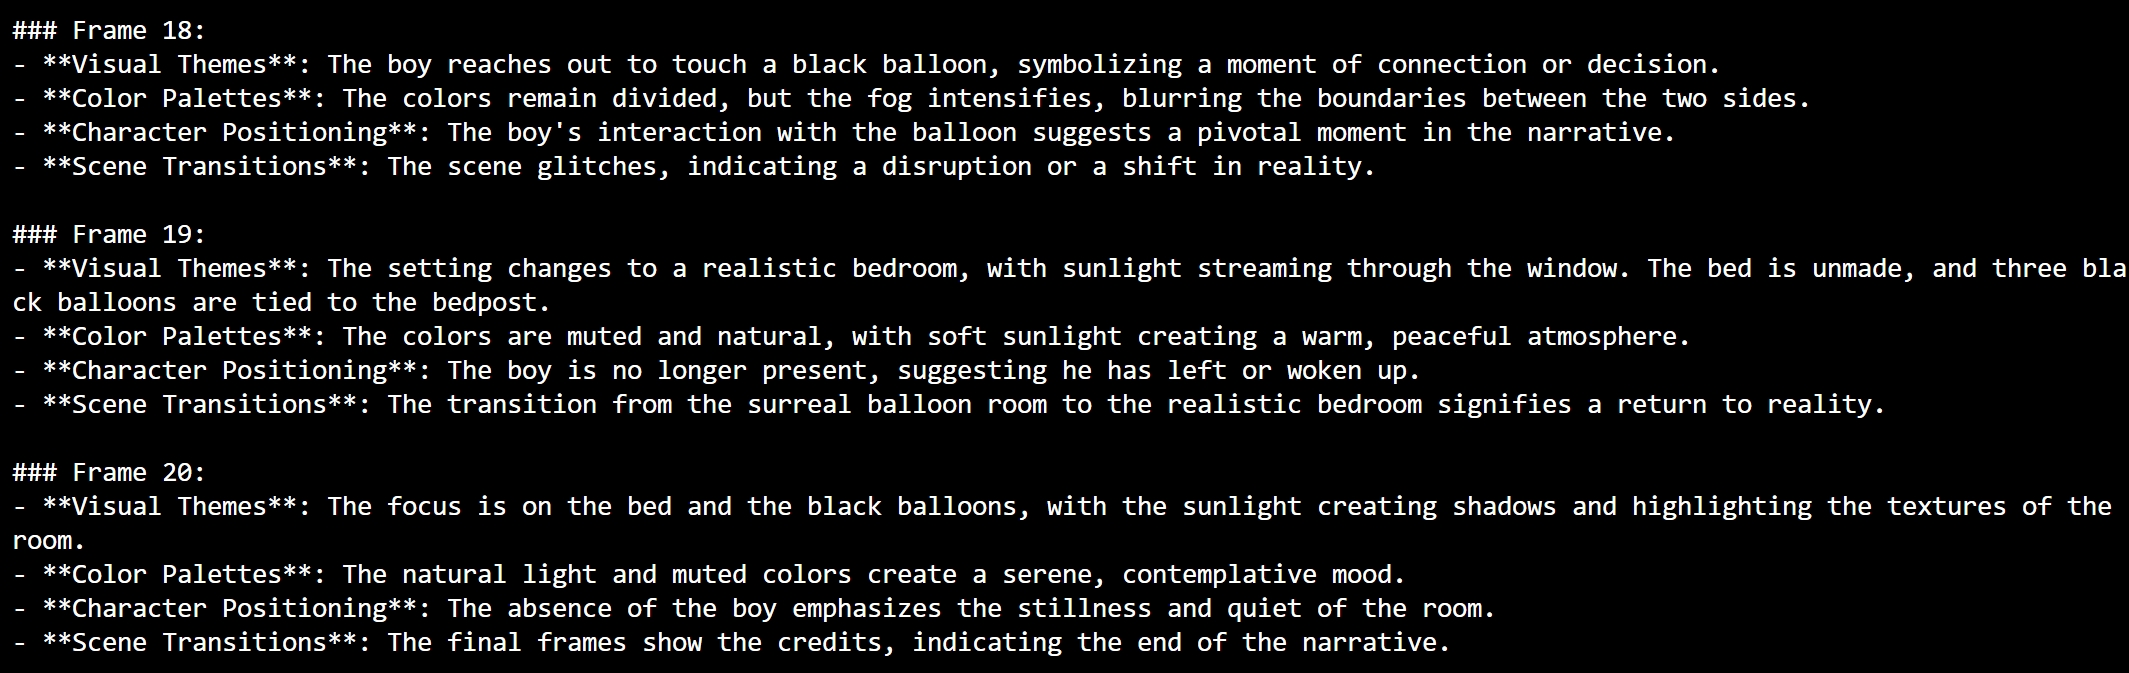 ### Frame 18:
- **Visual Themes**: The boy reaches out to touch a black balloon, symbolizing a moment of connection or decision.
- **Color Palettes**: The colors remain divided, but the fog intensifies, blurring the boundaries between the two sides.
- **Character Positioning**: The boy's interaction with the balloon suggests a pivotal moment in the narrative.
- **Scene Transitions**: The scene glitches, indicating a disruption or a shift in reality.

### Frame 19:
- **Visual Themes**: The setting changes to a realistic bedroom, with sunlight streaming through the window. The bed is unmade, and three bla
ck balloons are tied to the bedpost.
- **Color Palettes**: The colors are muted and natural, with soft sunlight creating a warm, peaceful atmosphere.
- **Character Positioning**: The boy is no longer present, suggesting he has left or woken up.
- **Scene Transitions**: The transition from the surreal balloon room to the realistic bedroom signifies a return to reality.

### Frame 20:
- **Visual Themes**: The focus is on the bed and the black balloons, with the sunlight creating shadows and highlighting the textures of the
room.
- **Color Palettes**: The natural light and muted colors create a serene, contemplative mood.
- **Character Positioning**: The absence of the boy emphasizes the stillness and quiet of the room.
- **Scene Transitions**: The final frames show the credits, indicating the end of the narrative.